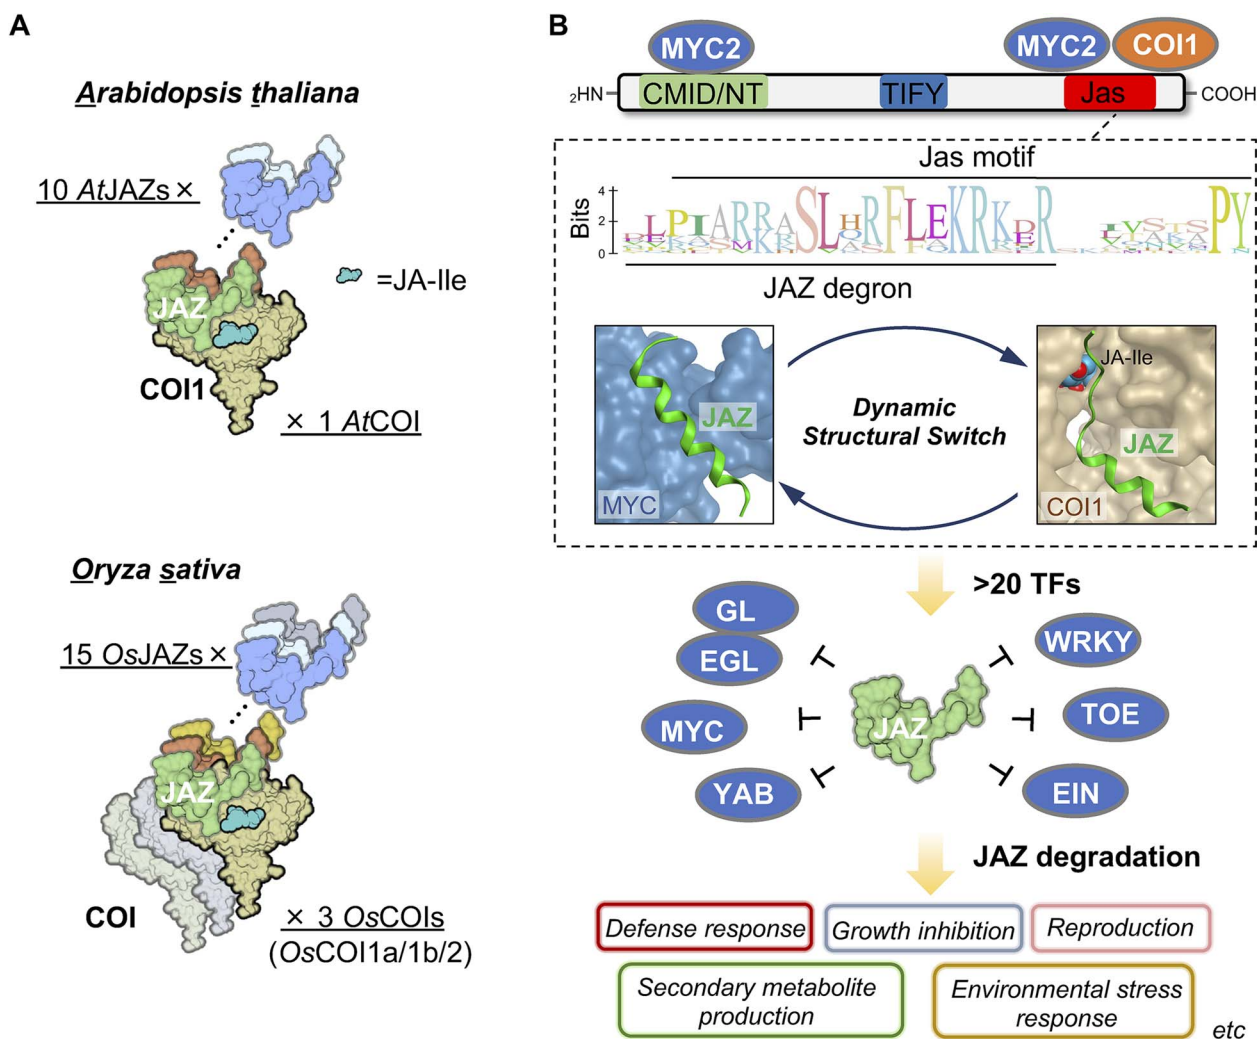 A
Arabidopsis thaliana
10 AtJAZs ×
JAZ
=JA-Ile
COI1
× 1 AtCOI
Oryza sativa
15 OsJAZs ×
JAZ
COI
× 3 OsCOIs
(OsCOI1a/1b/2)
B
MYC2
MYC2
COI1
2HN
CMID/NT
TIFY
Jas
COOH
Jas motif
Bits
4
2
0
JAZ degron
JAZ
MYC
Dynamic
Structural Switch
JA-Ile
JAZ
COI1
>20 TFs
GL
EGL
MYC
YAB
JAZ
WRKY
TOE
EIN
JAZ degradation
Defense response
Growth inhibition
Reproduction
Secondary metabolite
production
Environmental stress
response
etc